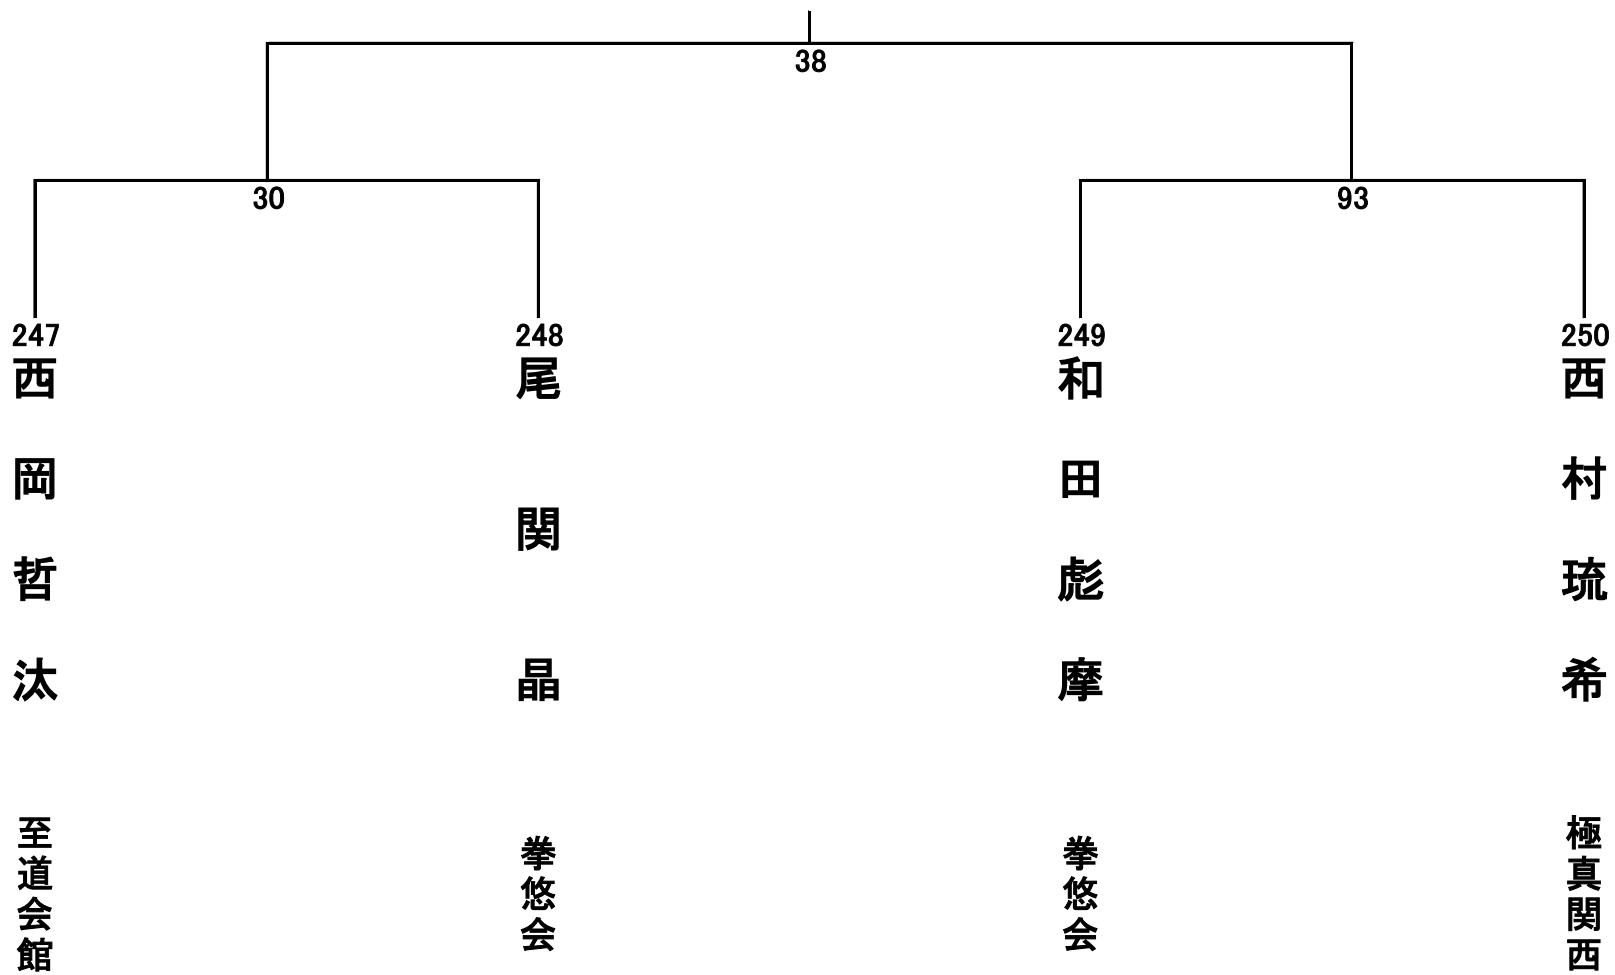 38
30
93
247
西岡哲汰
至道会館
248
尾関晶
拳悠会
249
和田彪摩
拳悠会
250
西村琉希
極真関西